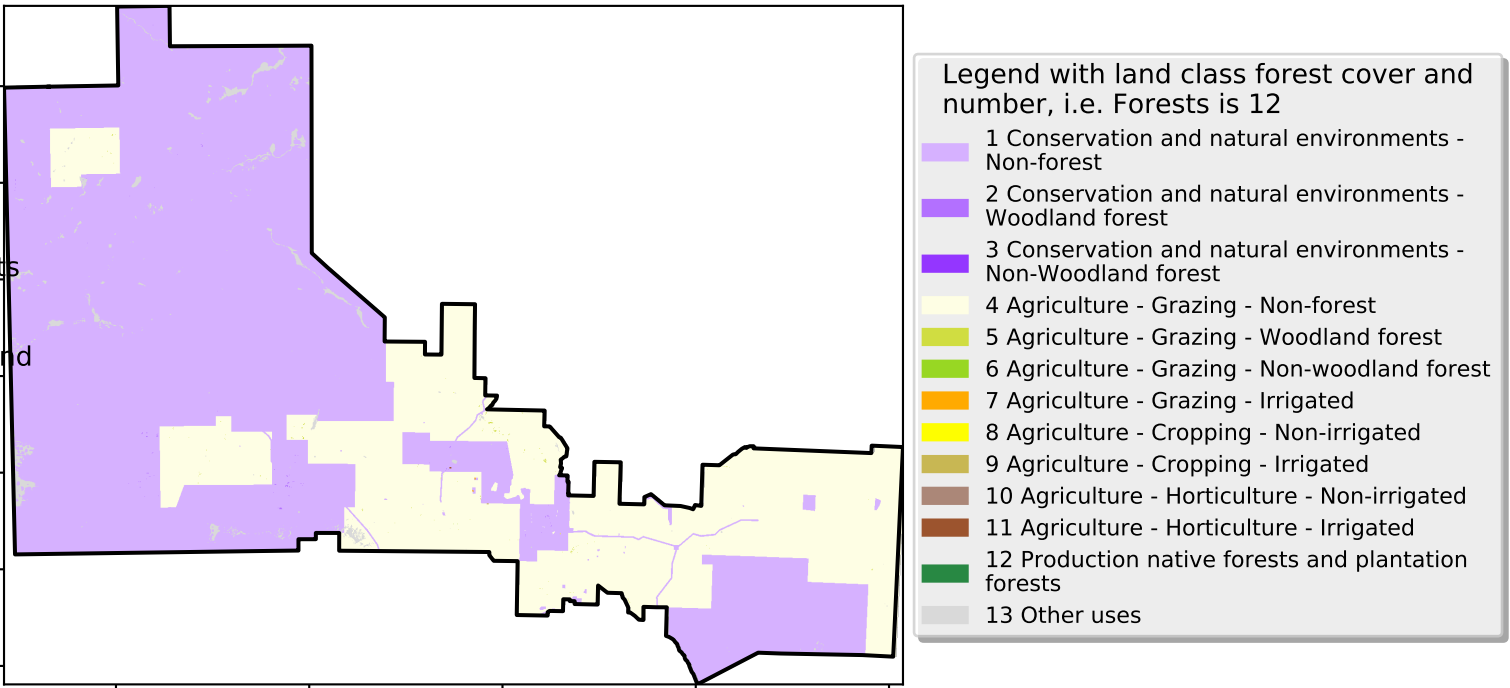 ts
nd
Legend with land class forest cover and
number, i.e. Forests is 12
1 Conservation and natural environments -
Non-forest
2 Conservation and natural environments -
Woodland forest
3 Conservation and natural environments -
Non-Woodland forest
4 Agriculture - Grazing - Non-forest
5 Agriculture - Grazing - Woodland forest
6 Agriculture - Grazing - Non-woodland forest
7 Agriculture - Grazing - Irrigated
8 Agriculture - Cropping - Non-irrigated
9 Agriculture - Cropping - Irrigated
10 Agriculture - Horticulture - Non-irrigated
11 Agriculture - Horticulture - Irrigated
12 Production native forests and plantation
forests
13 Other uses